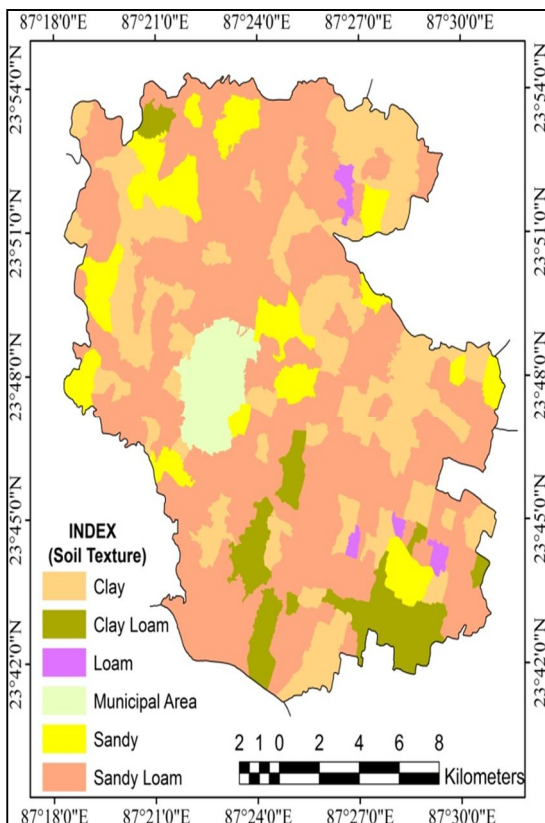 87°18'0"E 87°21'0"E 87°24'0"E 87°27'0"E 87°30'0"E
23°54'0"N 23°54'0"N
23°51'0"N 23°51'0"N
23°48'0"N 23°48'0"N
23°45'0"N 23°45'0"N
23°42'0"N 23°42'0"N
INDEX
(Soil Texture)
Clay
Clay Loam
Loam
Municipal Area
Sandy
Sandy Loam
2 1 0 2 4 6 8
Kilometers
87°18'0"E 87°21'0"E 87°24'0"E 87°27'0"E 87°30'0"E